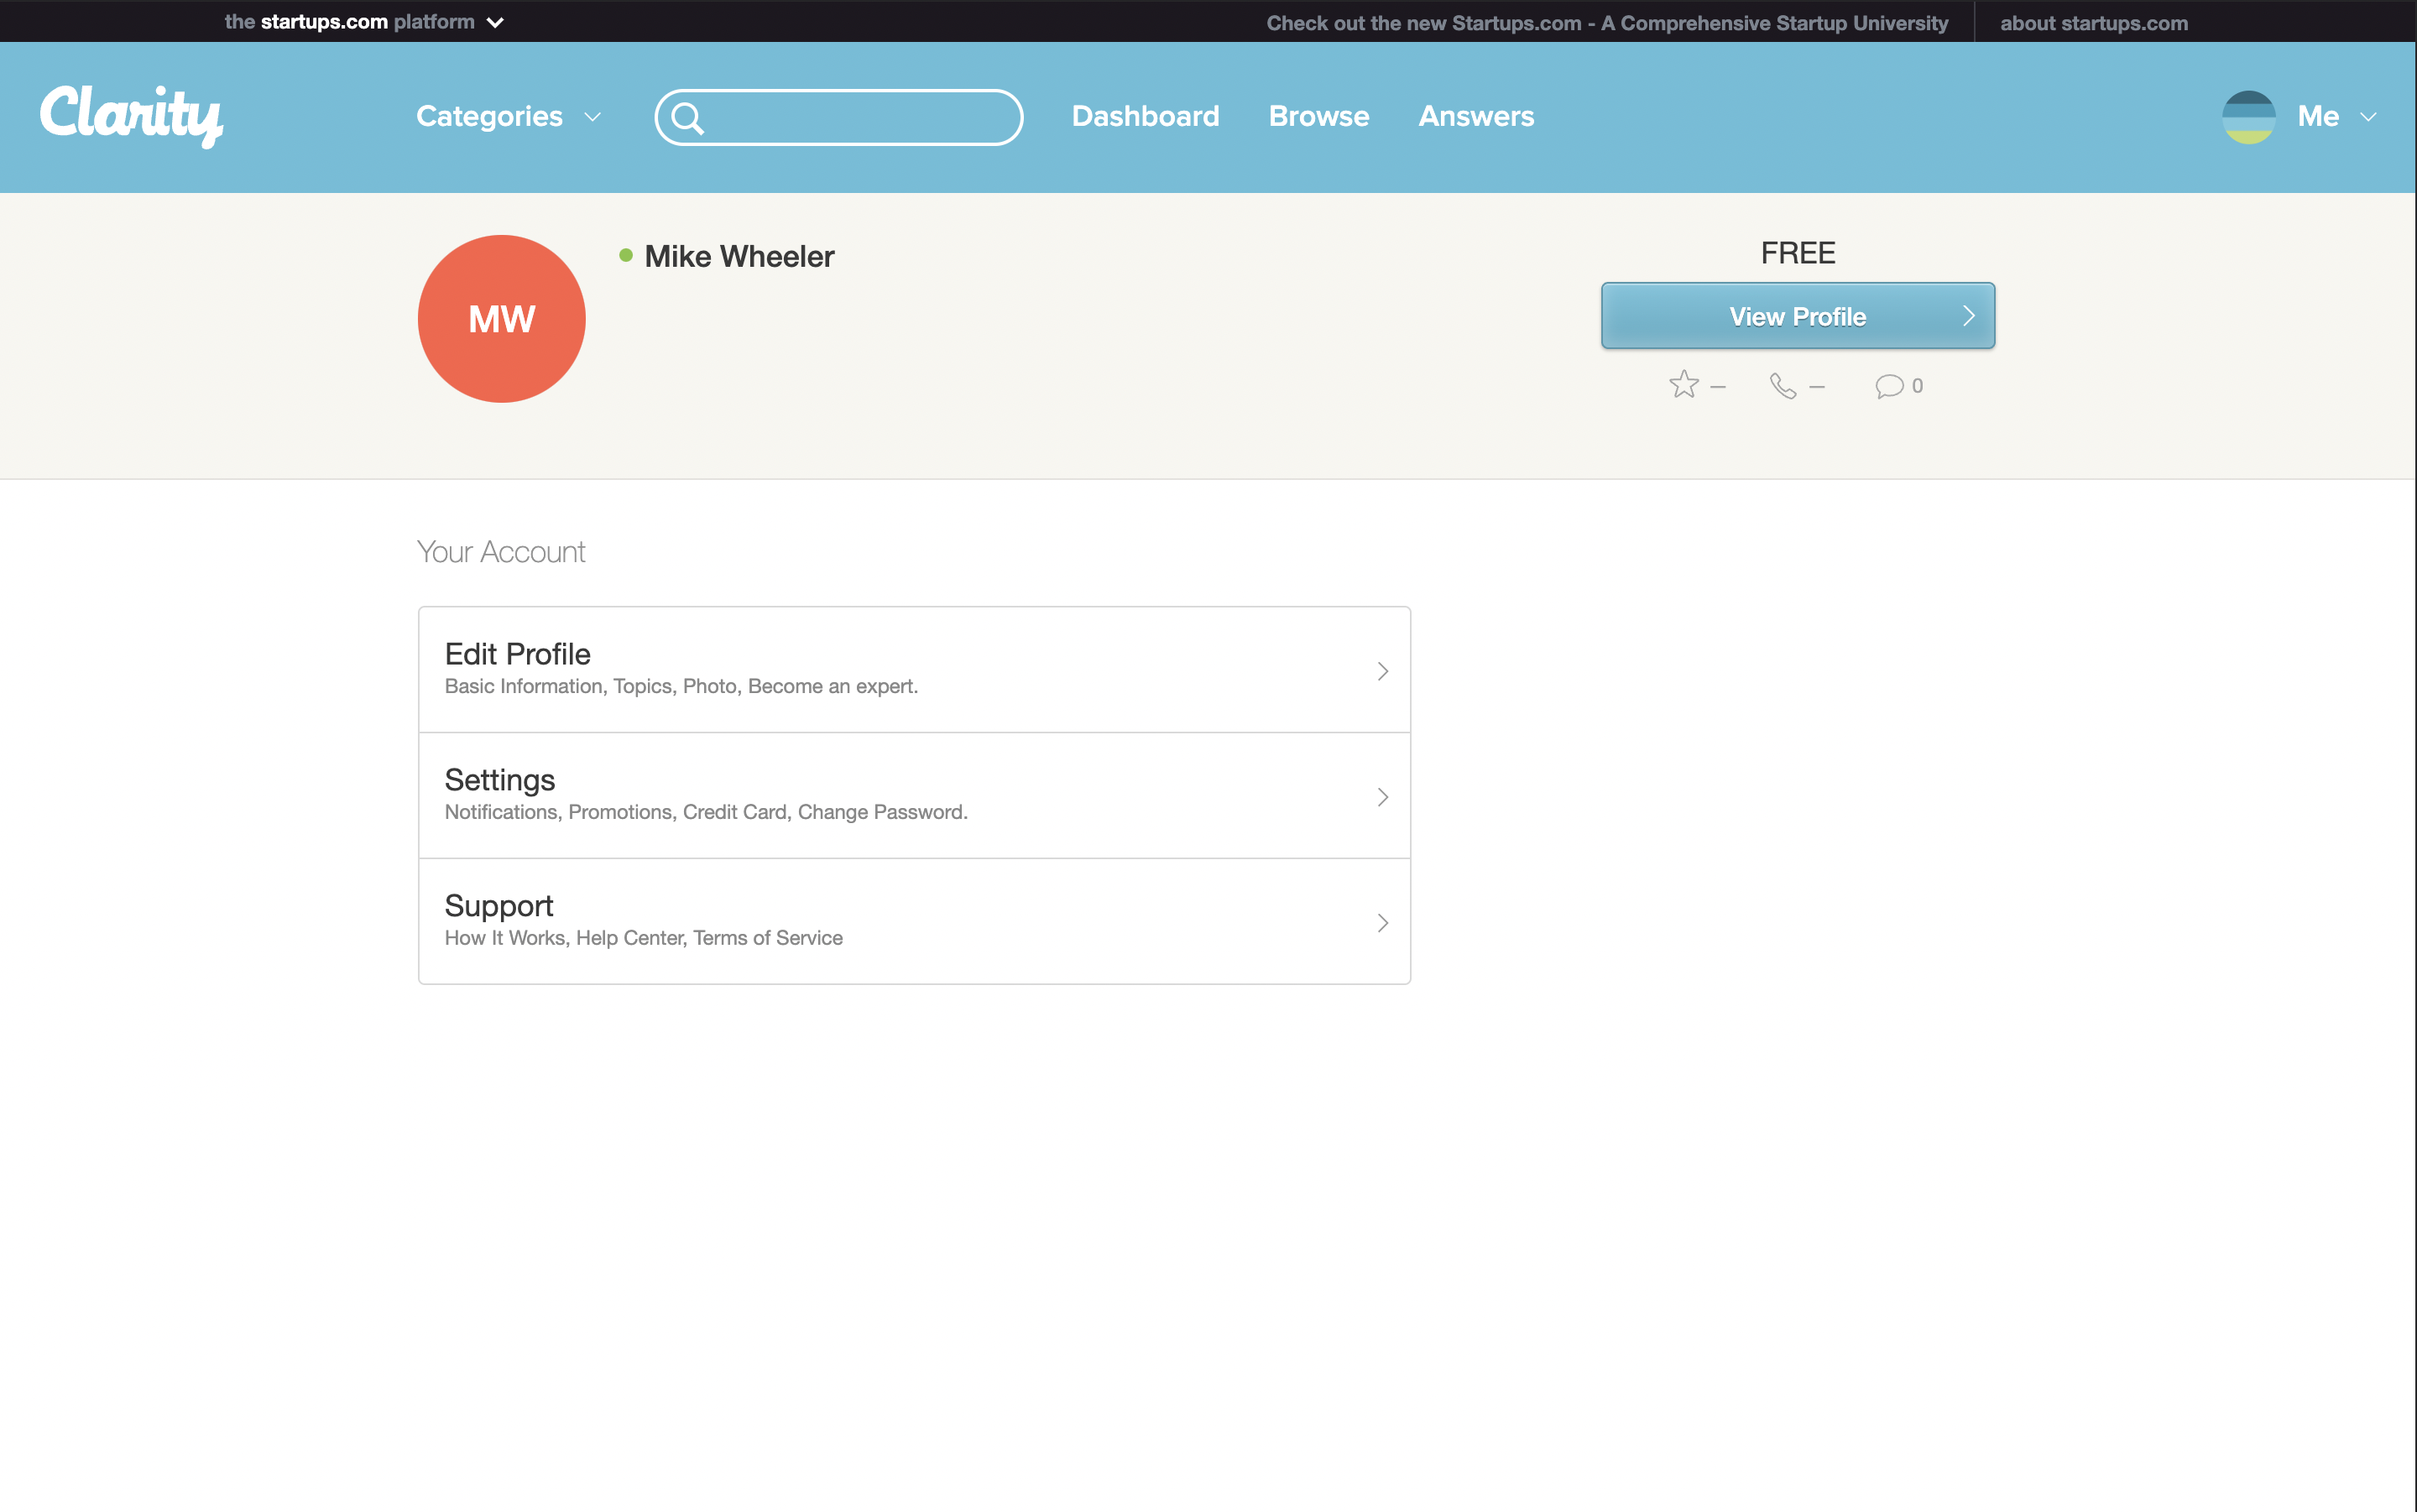 the startups.com platform
Check out the new Startups.com - A Comprehensive Startup University
about startups.com
Clarity
Categories
Dashboard
Browse
Answers
Me
MW
Mike Wheeler
FREE
View Profile
–
–
0
Your Account
Edit Profile
Basic Information, Topics, Photo, Become an expert.
Settings
Notifications, Promotions, Credit Card, Change Password.
Support
How It Works, Help Center, Terms of Service